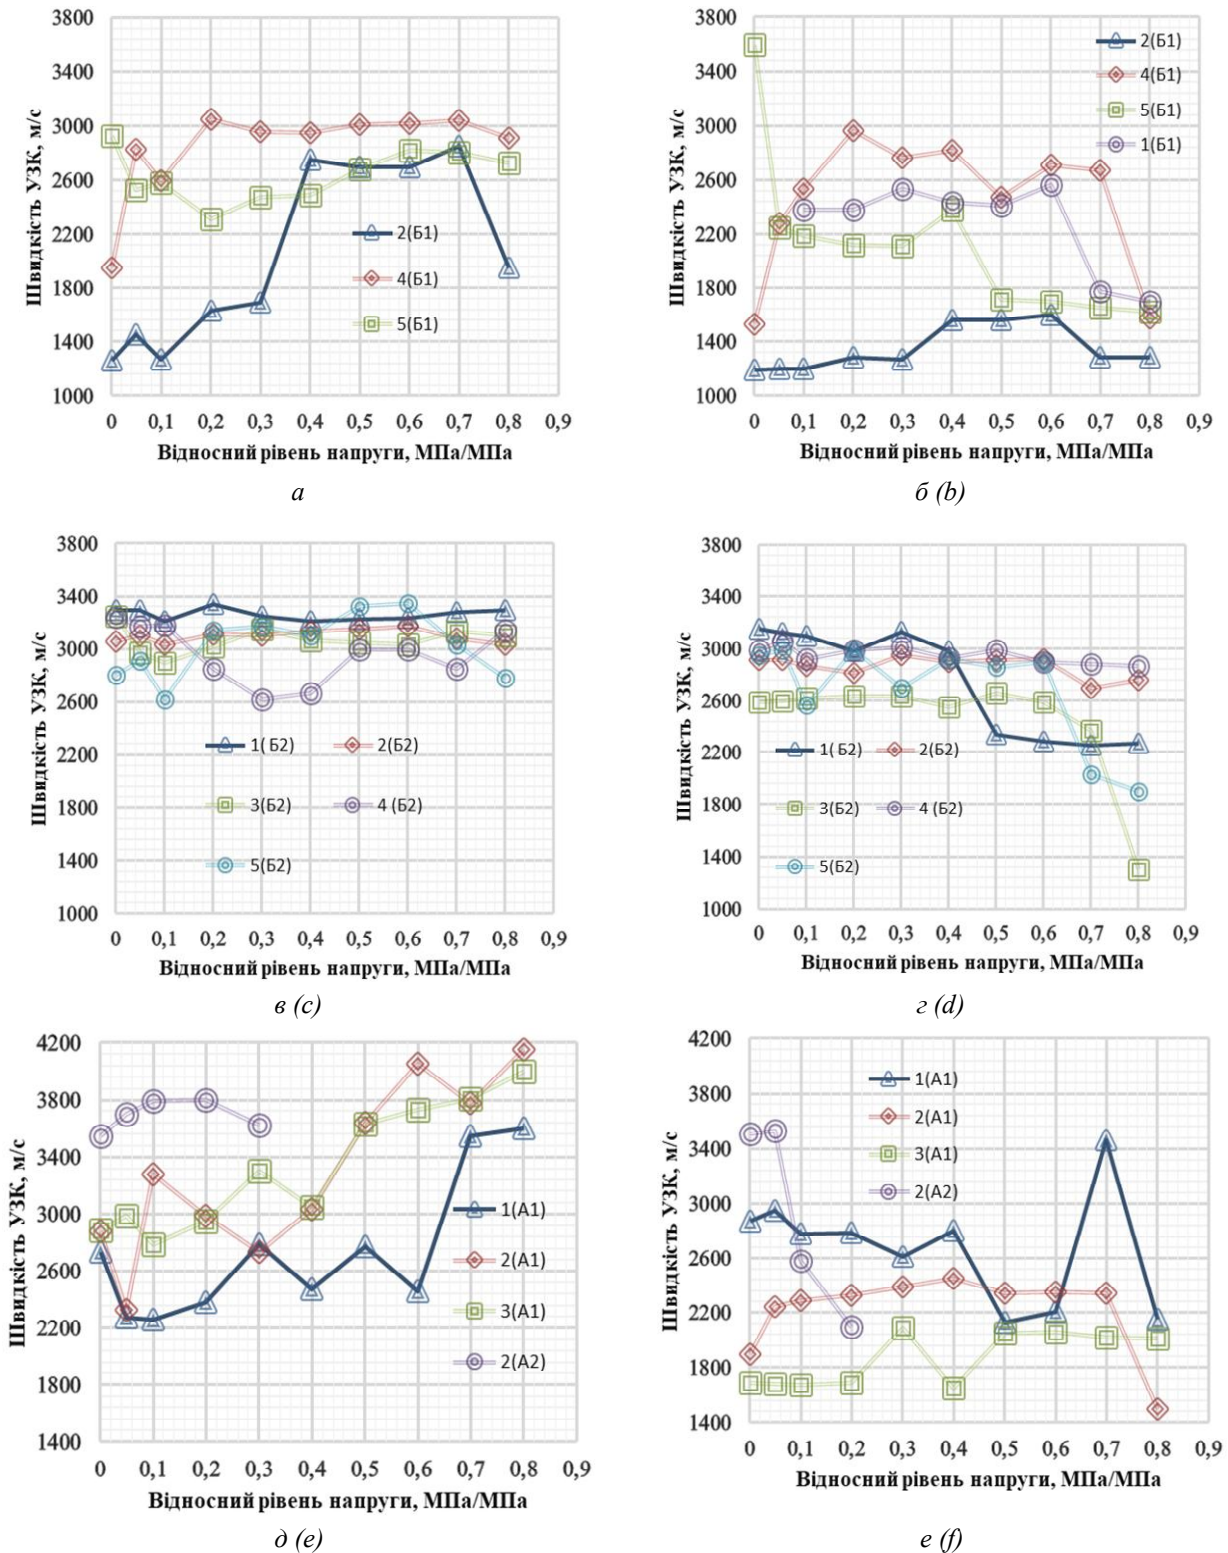 3800
3400
3000
2600
2200
1800
1400
1000
Швидкість УЗК, м/с
2(Б1)
4(Б1)
5(Б1)
0 0,1 0,2 0,3 0,4 0,5 0,6 0,7 0,8 0,9
Відносний рівень напруги, МПа/МПа
а
3800
3400
3000
2600
2200
1800
1400
1000
Швидкість УЗК, м/с
2(Б1)
4(Б1)
5(Б1)
1(Б1)
0 0,1 0,2 0,3 0,4 0,5 0,6 0,7 0,8 0,9
Відносний рівень напруги, МПа/МПа
б (b)
3800
3400
3000
2600
2200
1800
1400
1000
Швидкість УЗК, м/с
1( Б2) 2(Б2)
3(Б2) 4 (Б2)
5(Б2)
0 0,1 0,2 0,3 0,4 0,5 0,6 0,7 0,8 0,9
Відносний рівень напруги, МПа/МПа
в (c)
3800
3400
3000
2600
2200
1800
1400
1000
Швидкість УЗК, м/с
1( Б2) 2(Б2)
3(Б2) 4 (Б2)
5(Б2)
0 0,1 0,2 0,3 0,4 0,5 0,6 0,7 0,8 0,9
Відносний рівень напруги, МПа/МПа
г (d)
4200
3800
3400
3000
2600
2200
1800
1400
Швидкість УЗК, м/с
1(А1)
2(А1)
3(А1)
2(А2)
0 0,1 0,2 0,3 0,4 0,5 0,6 0,7 0,8 0,9
Відносний рівень напруги, МПа/МПа
д (e)
4200
3800
3400
3000
2600
2200
1800
1400
Швидкість УЗК, м/с
1(А1)
2(А1)
3(А1)
2(А2)
0 0,1 0,2 0,3 0,4 0,5 0,6 0,7 0,8 0,9
Відносний рівень напруги, МПа/МПа
е (f)